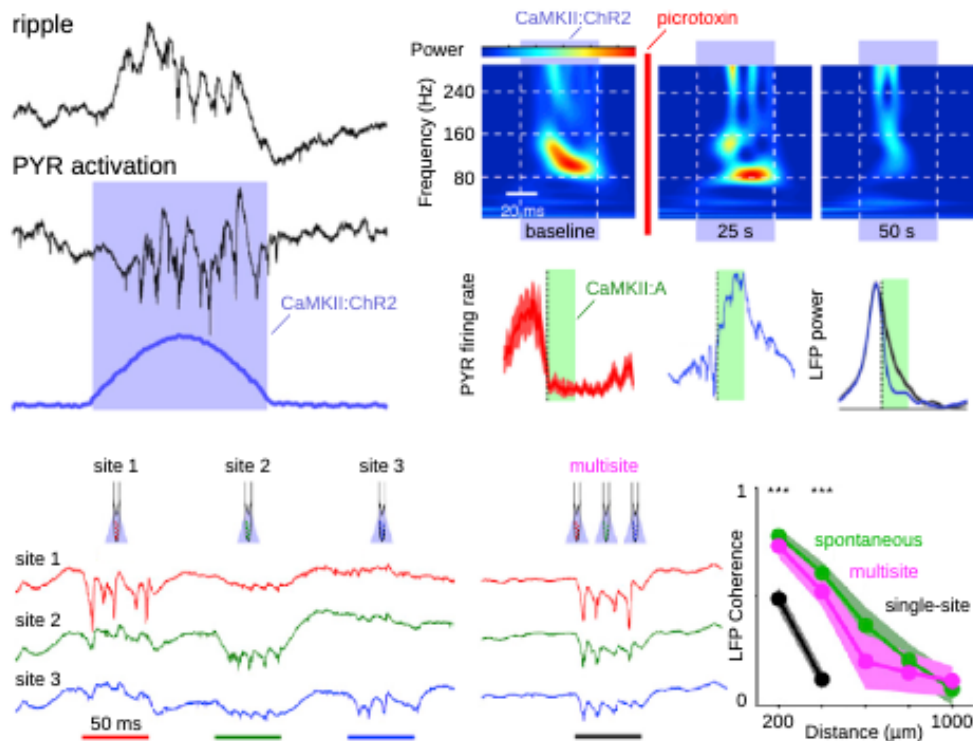 ripple
PYR activation
CaMKII:ChR2
CaMKII:ChR2
picrotoxin
Power
Frequency (Hz)
240
160
80
20 ms
baseline
25 s
50 s
PYR firing rate
CaMKII:A
LFP power
site 1
site 2
site 3
multisite
site 1
site 2
site 3
50 ms
LFP Coherence
1
0
***
***
spontaneous
multisite
single-site
200
1000
Distance (µm)